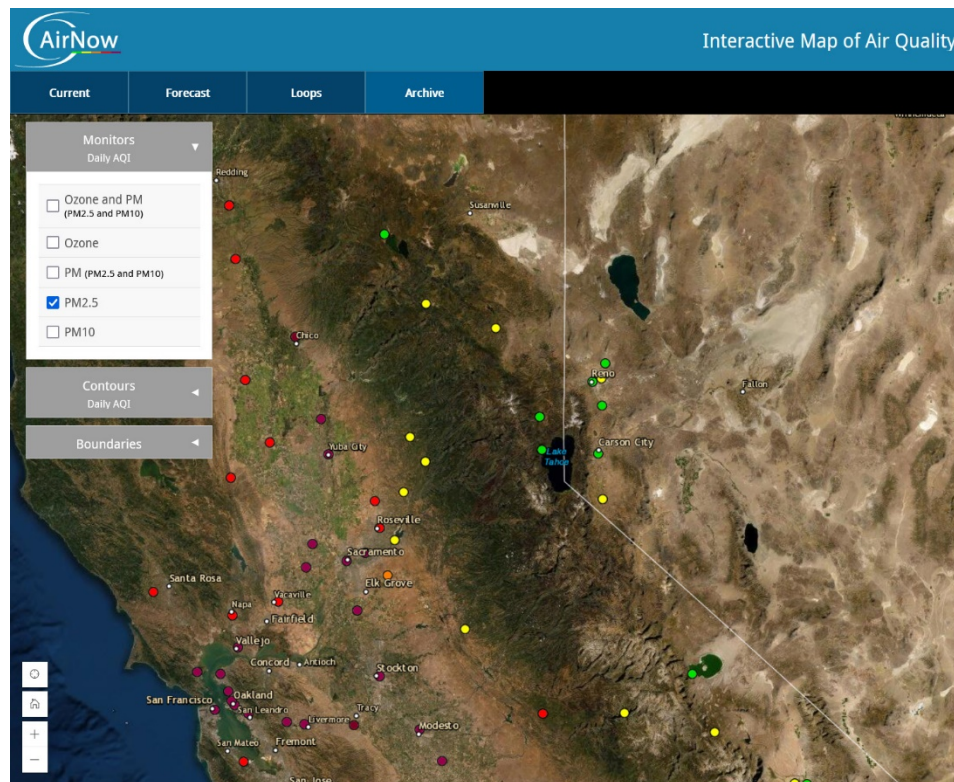 AirNow
Interactive Map of Air Quality
Current
Forecast
Loops
Archive
Monitors
Daily AQI
Ozone and PM
(PM2.5 and PM10)
Ozone
PM (PM2.5 and PM10)
PM2.5
PM10
Contours
Daily AQI
Boundaries
Redding
Susanville
Chico
Reno
Fallon
Yuba City
Carson City
Lake
Tahoe
Roseville
Sacramento
Santa Rosa
Elk Grove
Vacaville
Napa
Fairfield
Vallejo
Concord
Antioch
Stockton
Oakland
San Francisco
San Leandro
Tracy
Livermore
Modesto
San Mateo
Fremont
San Jose